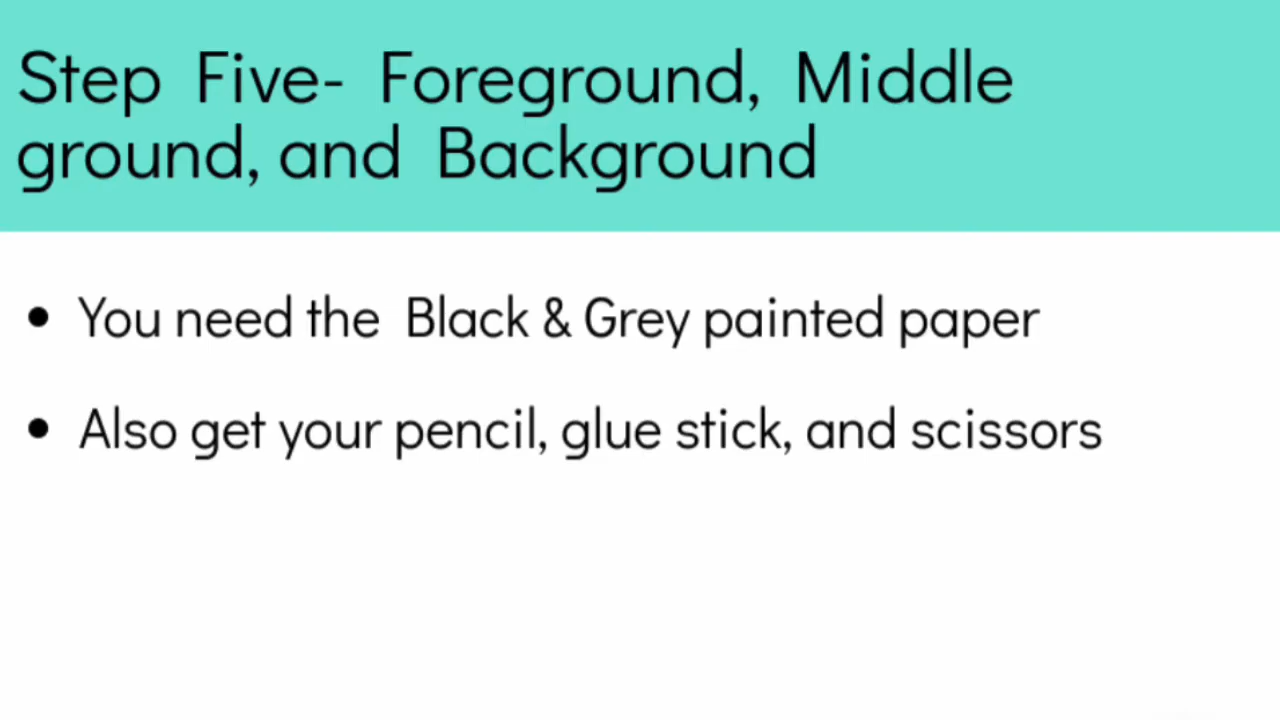 Step Five- Foreground, Middle
ground, and Background
• You need the Black & Grey painted paper
• Also get your pencil, glue stick, and scissors